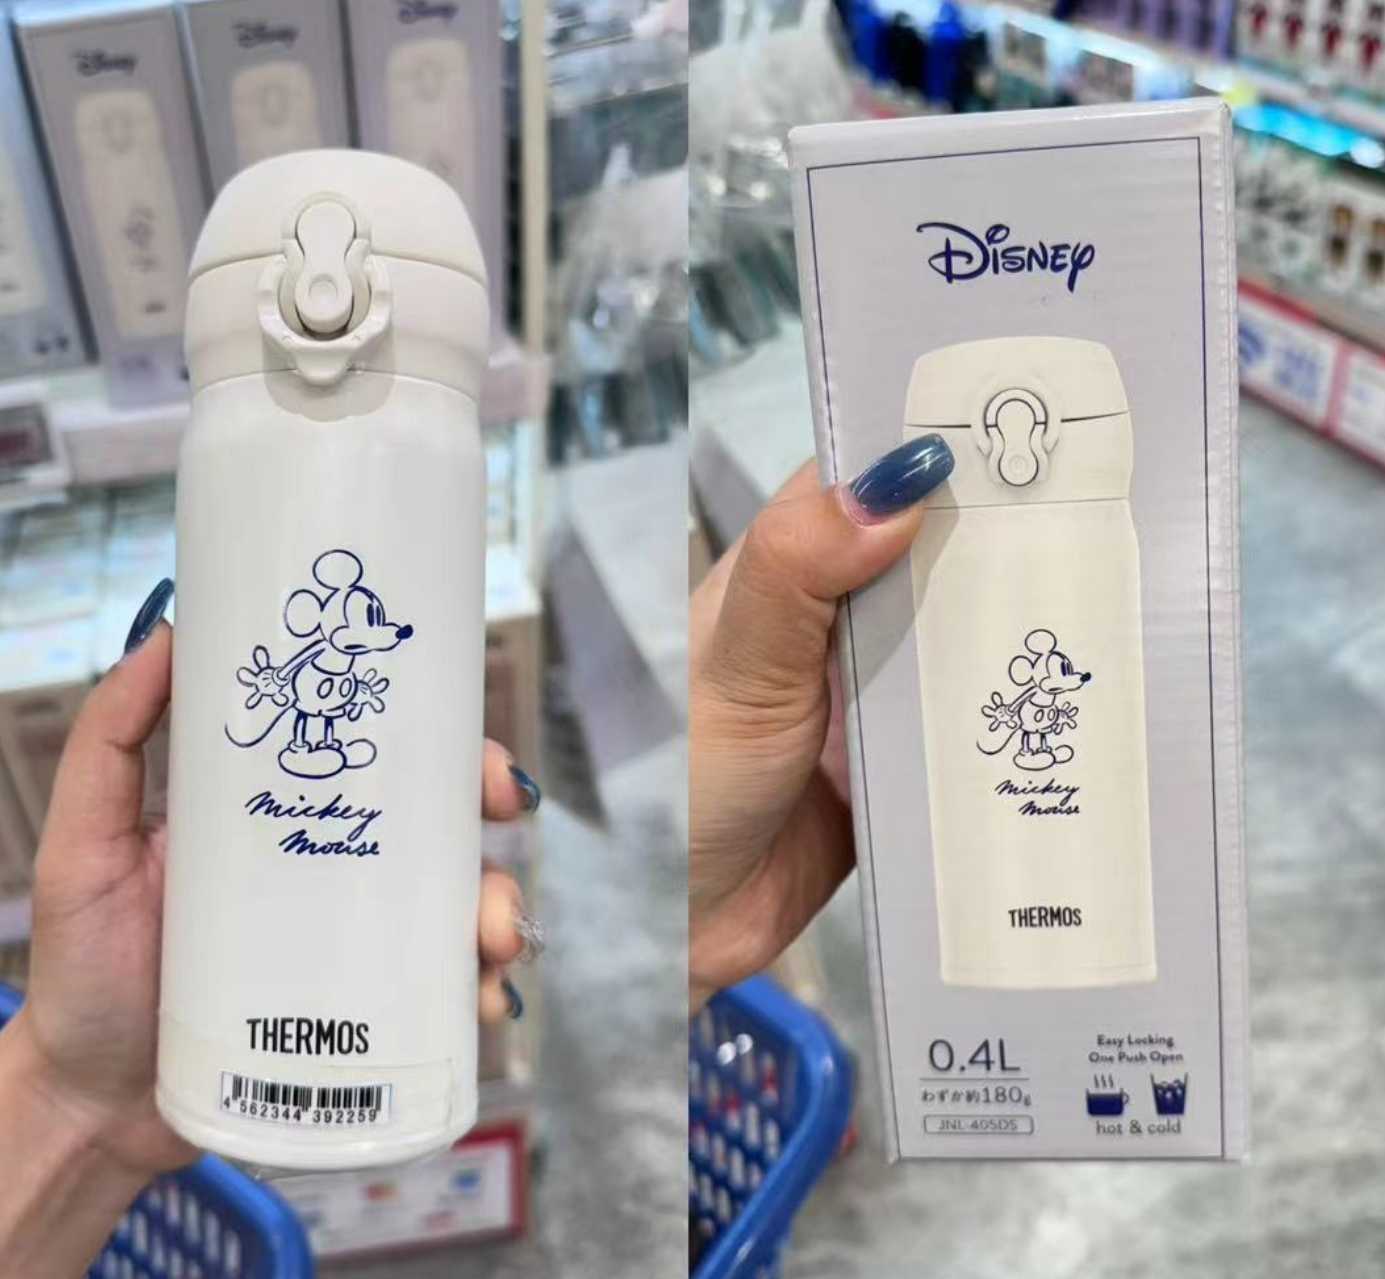 Disney
Disney
Disney
Mickey
Mouse
THERMOS
4 562344 392259
Disney
Mickey
Mouse
THERMOS
0.4L
わずか約180g
JNL-405DS
Easy Locking
One Push Open
hot & cold